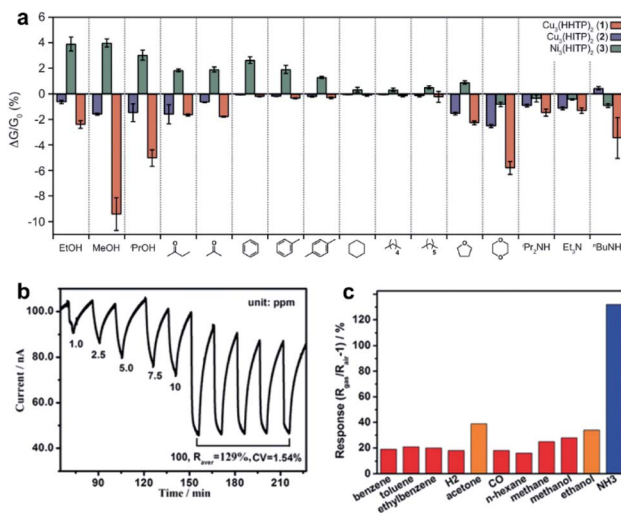 a
Cu₃(HHTP)₂ (1)
Cu₃(HITP)₂ (2)
Ni₃(HITP)₂ (3)
ΔG/G₀ (%)
6
4
2
0
-2
-4
-6
-8
-10
EtOH MeOH ⁱPrOH O O ( )₄ ( )₅ O O O ⁱPr₂NH Et₃N ⁿBuNH
b
unit: ppm
Current / nA
100.0
80.0
60.0
40.0
1.0
2.5
5.0
7.5
10
100, Rₐᵥₑᵣ=129%, CV=1.54%
90 120 150 180 210
Time / min
c
Response (R_gas/R_air-1) / %
120
100
80
60
40
20
0
benzene
toluene
ethylbenzene
H2
acetone
CO
n-hexane
methane
methanol
ethanol
NH3